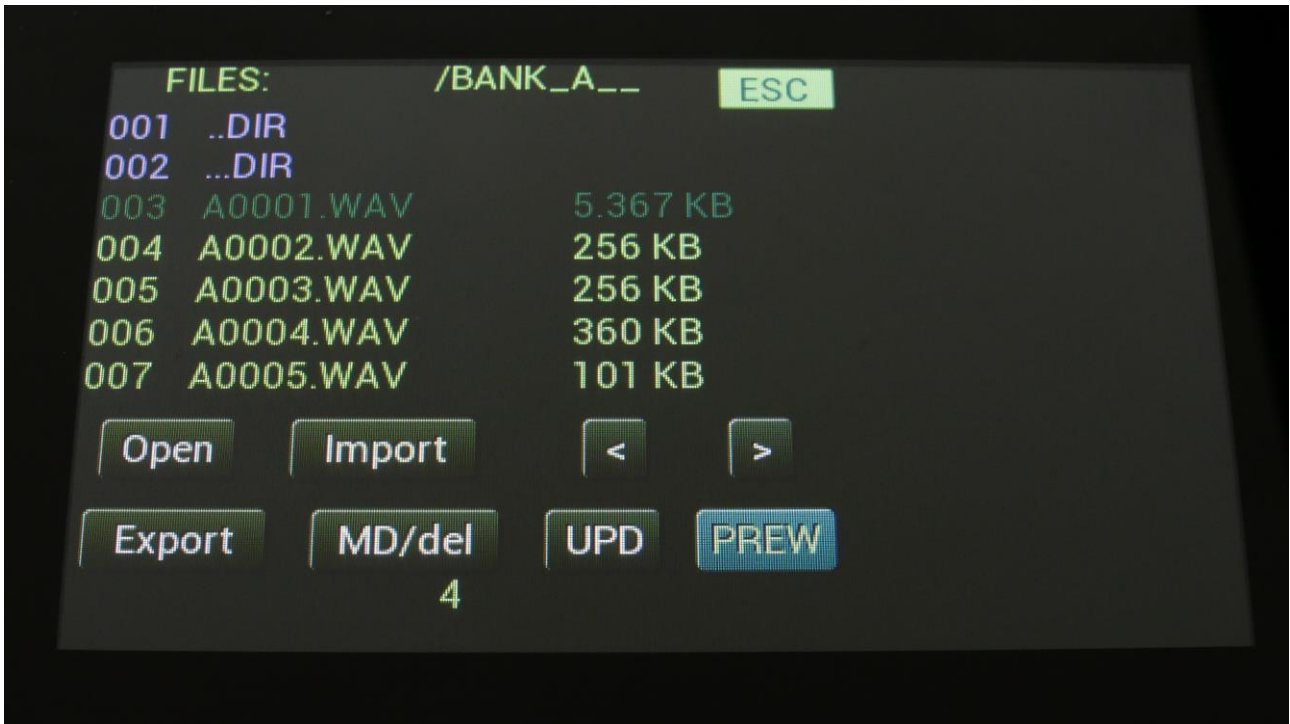 FILES: /BANK_A__ ESC
001 ..DIR
002 ...DIR
003 A0001.WAV 5.367 KB
004 A0002.WAV 256 KB
005 A0003.WAV 256 KB
006 A0004.WAV 360 KB
007 A0005.WAV 101 KB
Open Import < >
Export MD/del UPD PREW
4